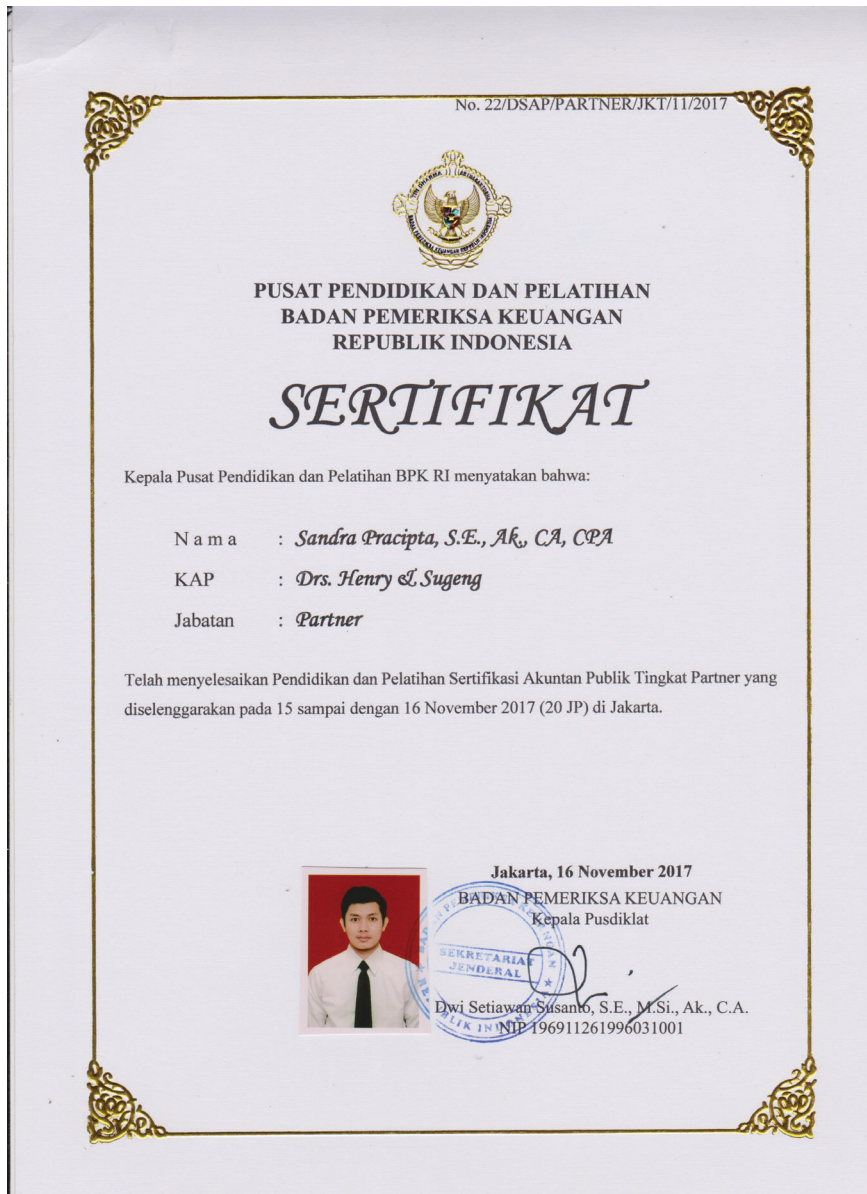 No. 22/DSAP/PARTNER/JKT/11/2017
PUSAT PENDIDIKAN DAN PELATIHAN
BADAN PEMERIKSA KEUANGAN
REPUBLIK INDONESIA
SERTIFIKAT
Kepala Pusat Pendidikan dan Pelatihan BPK RI menyatakan bahwa:
N a m a : Sandra Pracipta, S.E., Ak., CA, CPA
KAP : Drs. Henry & Sugeng
Jabatan : Partner
Telah menyelesaikan Pendidikan dan Pelatihan Sertifikasi Akuntan Publik Tingkat Partner yang
diselenggarakan pada 15 sampai dengan 16 November 2017 (20 JP) di Jakarta.
Jakarta, 16 November 2017
BADAN PEMERIKSA KEUANGAN
Kepala Pusdiklat
SEKRETARIAT
JENDERAL
REPUBLIK INDONESIA
Dwi Setiawan Susanto, S.E., M.Si., Ak., C.A.
NIP 196911261996031001